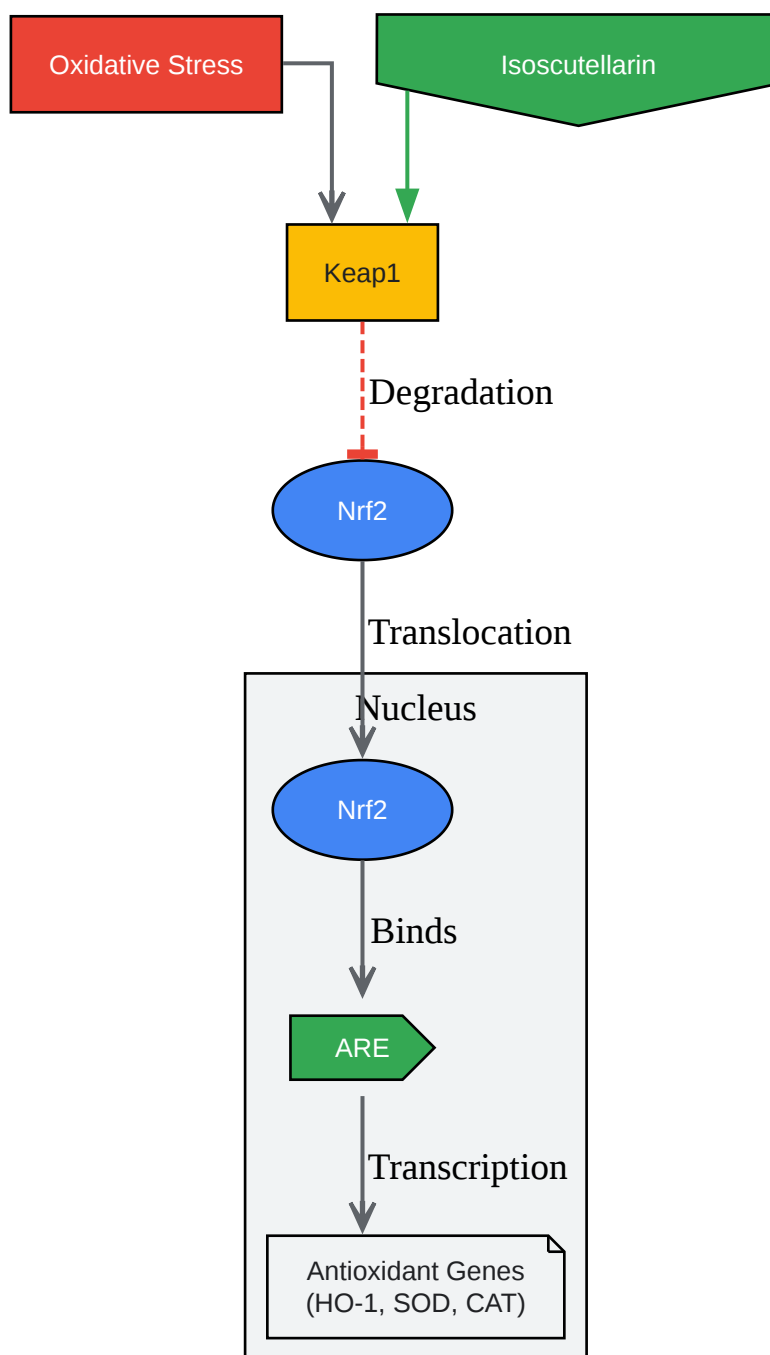 Oxidative Stress
Isoscutellarin
Keap1
Degradation
Nrf2
Translocation
Nucleus
Nrf2
Binds
ARE
Transcription
Antioxidant Genes
(HO-1, SOD, CAT)